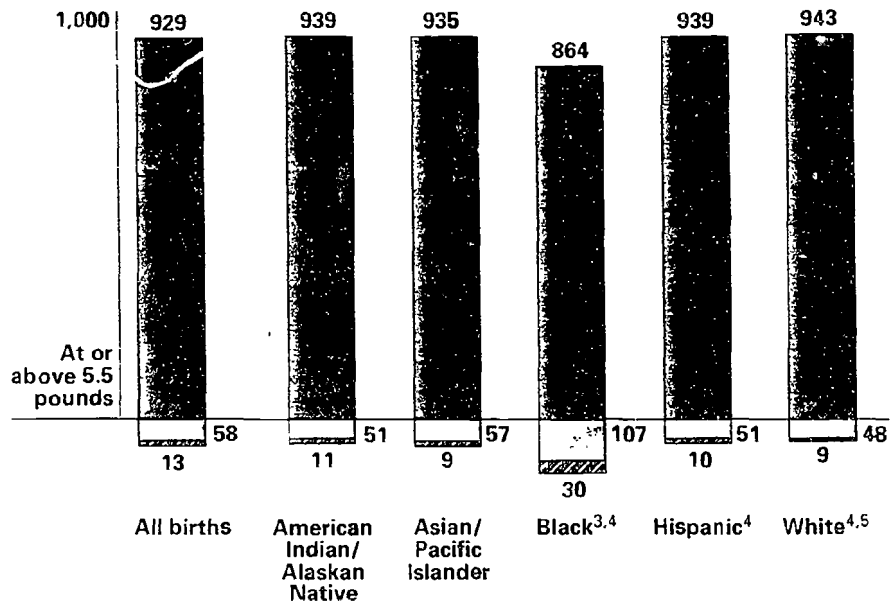 1,000
929
939
935
864
939
943
At or
above 5.5
pounds
58
51
57
107
51
48
13
11
9
30
10
9
All births
American
Indian/
Alaskan
Native
Asian/
Pacific
Islander
Black3,4
Hispanic4
White4,5